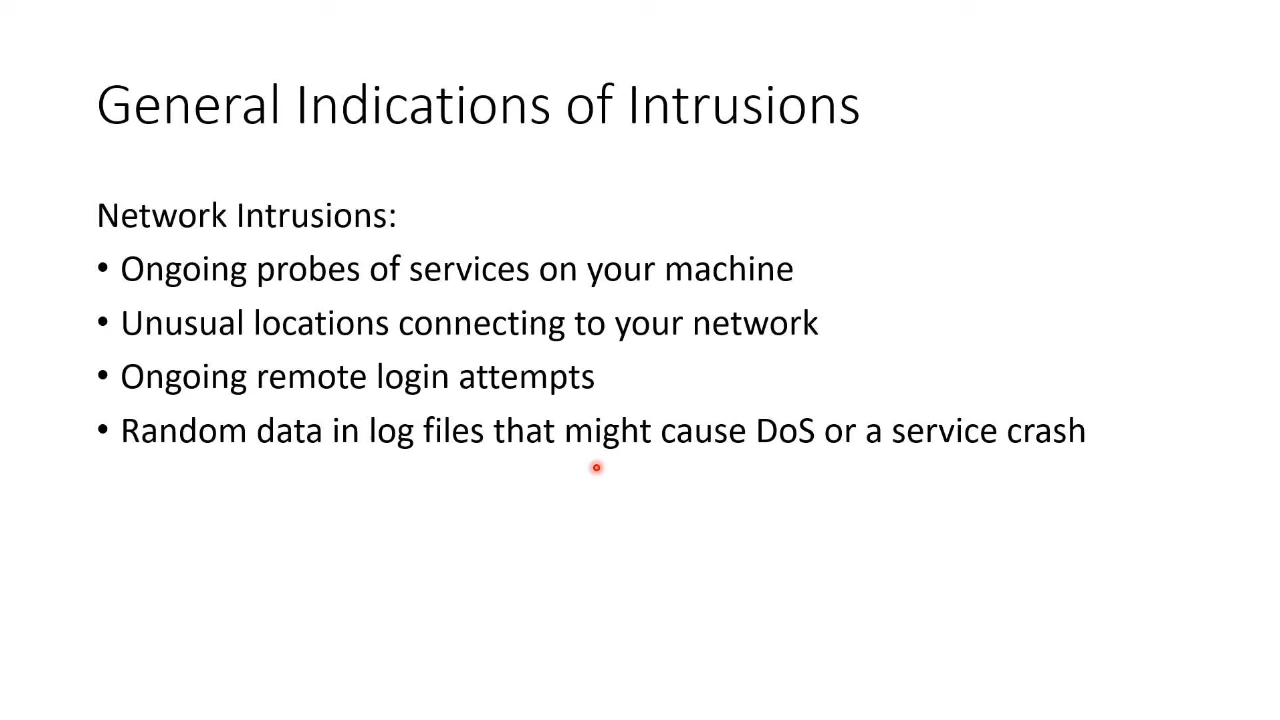 General Indications of Intrusions
Network Intrusions:
• Ongoing probes of services on your machine
• Unusual locations connecting to your network
• Ongoing remote login attempts
• Random data in log files that might cause DoS or a service crash